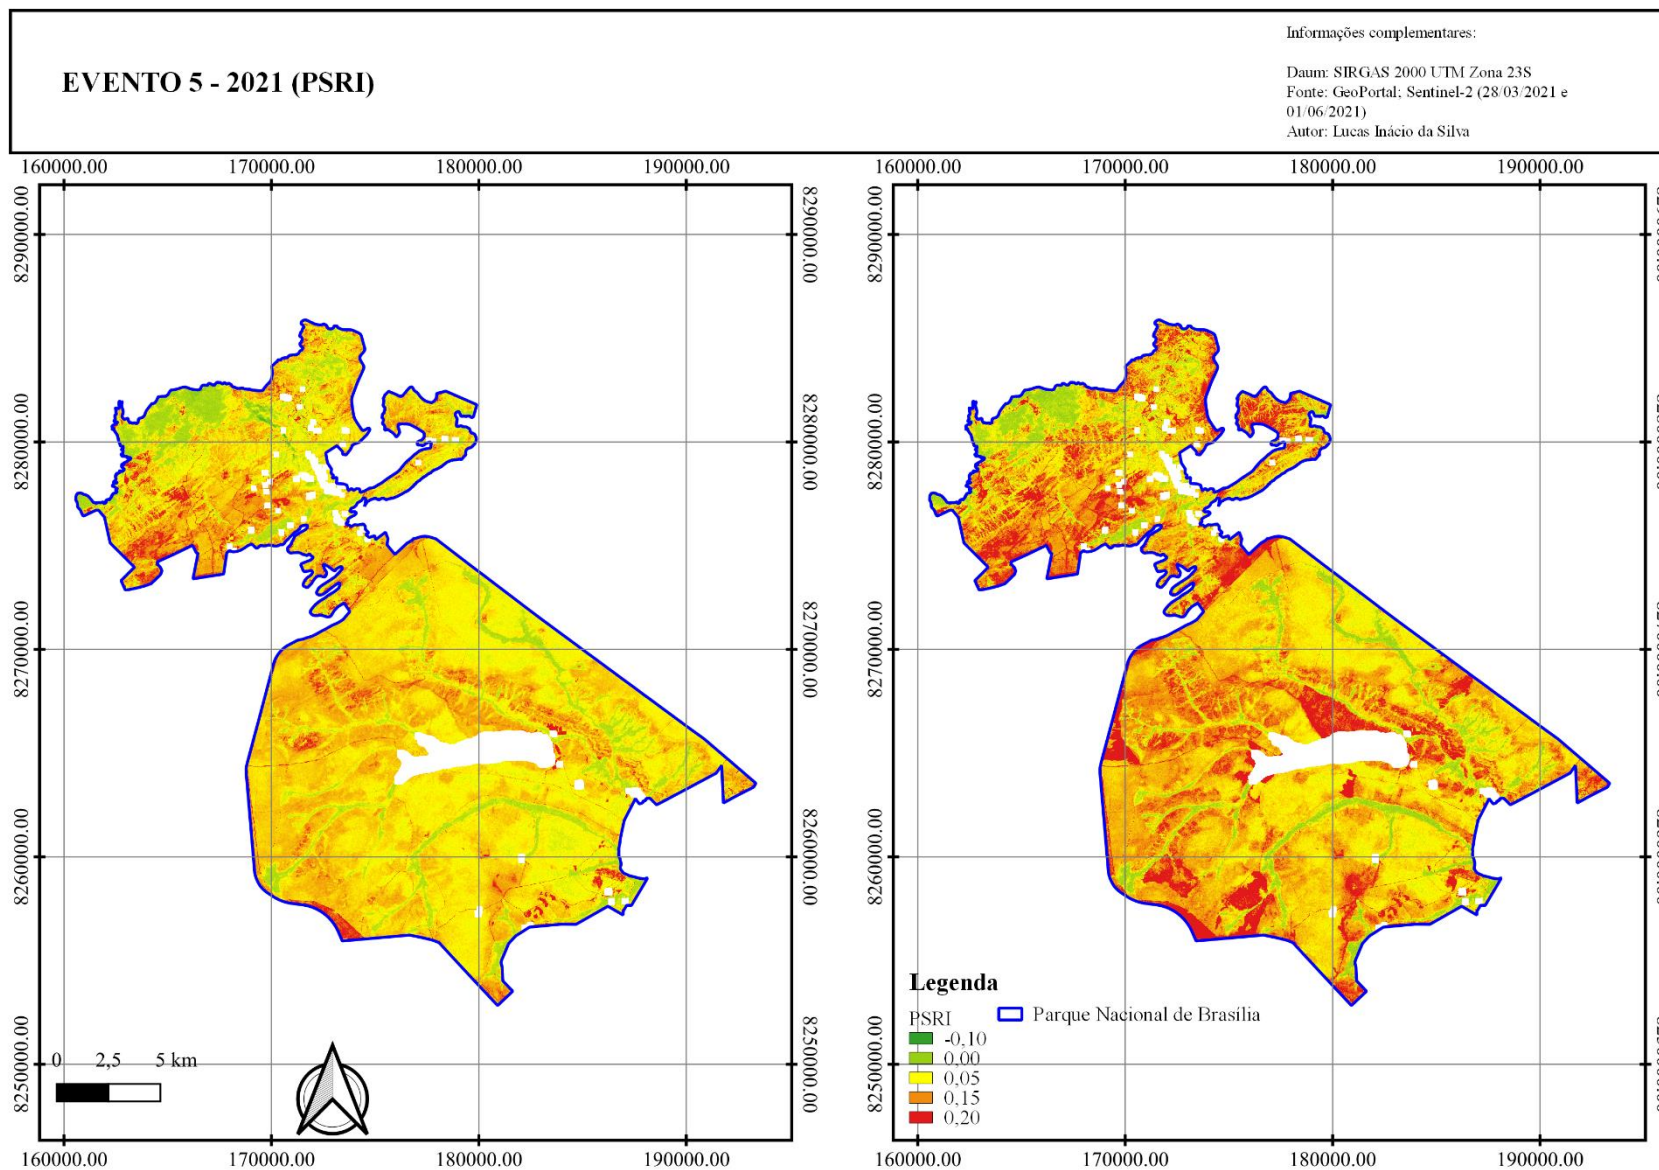 Informações complementares:
EVENTO 5 - 2021 (PSRI)
Daum: SIRGAS 2000 UTM Zona 23S
Fonte: GeoPortal; Sentinel-2 (28/03/2021 e
01/06/2021)
Autor: Lucas Inácio da Silva
160000.00 170000.00 180000.00 190000.00
160000.00 170000.00 180000.00 190000.00
8290000.00
8280000.00
8270000.00
8260000.00
8250000.00
8290000.00
8280000.00
8270000.00
8260000.00
8250000.00
8290000.00
8280000.00
8270000.00
8260000.00
8250000.00
0 2,5 5 km
Legenda
PSRI
Parque Nacional de Brasília
-0,10
0,00
0,05
0,15
0,20
160000.00 170000.00 180000.00 190000.00
160000.00 170000.00 180000.00 190000.00